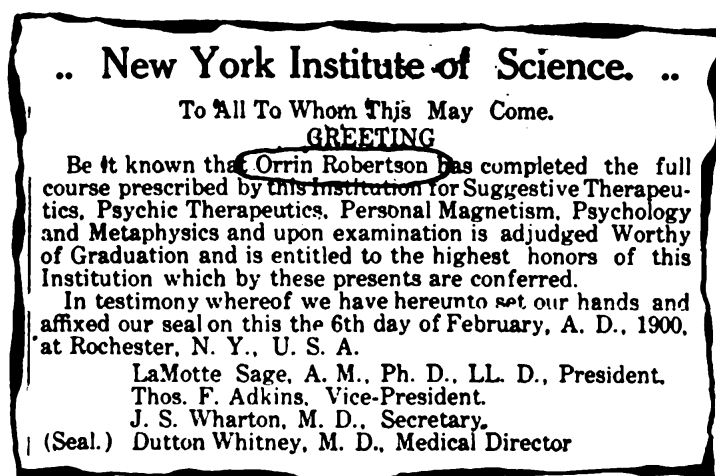 .. New York Institute of Science. ..
To All To Whom This May Come.
GREETING
Be it known that Orrin Robertson has completed the full
course prescribed by this Institution for Suggestive Therapeu-
tics, Psychic Therapeutics, Personal Magnetism, Psychology
and Metaphysics and upon examination is adjudged Worthy
of Graduation and is entitled to the highest honors of this
Institution which by these presents are conferred.
In testimony whereof we have hereunto set our hands and
affixed our seal on this the 6th day of February, A. D., 1900,
at Rochester, N. Y., U. S. A.
LaMotte Sage, A. M., Ph. D., LL. D., President.
Thos. F. Adkins, Vice-President.
J. S. Wharton, M. D., Secretary.
(Seal.) Dutton Whitney, M. D., Medical Director